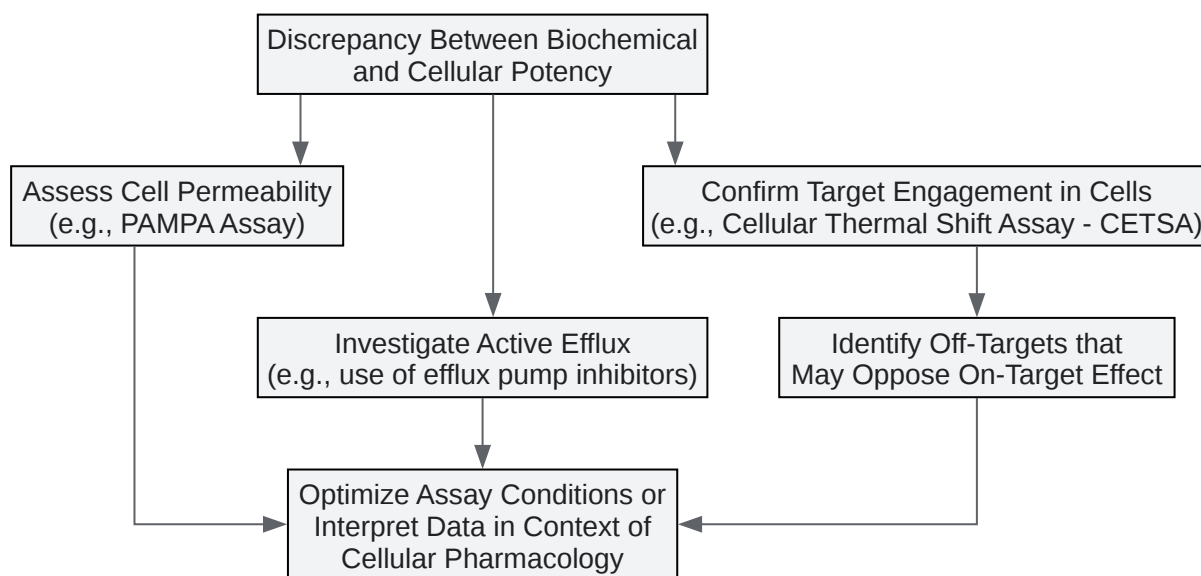 Discrepancy Between Biochemical
and Cellular Potency
Assess Cell Permeability
(e.g., PAMPA Assay)
Confirm Target Engagement in Cells
(e.g., Cellular Thermal Shift Assay - CETSA)
Investigate Active Efflux
(e.g., use of efflux pump inhibitors)
Identify Off-Targets that
May Oppose On-Target Effect
Optimize Assay Conditions or
Interpret Data in Context of
Cellular Pharmacology